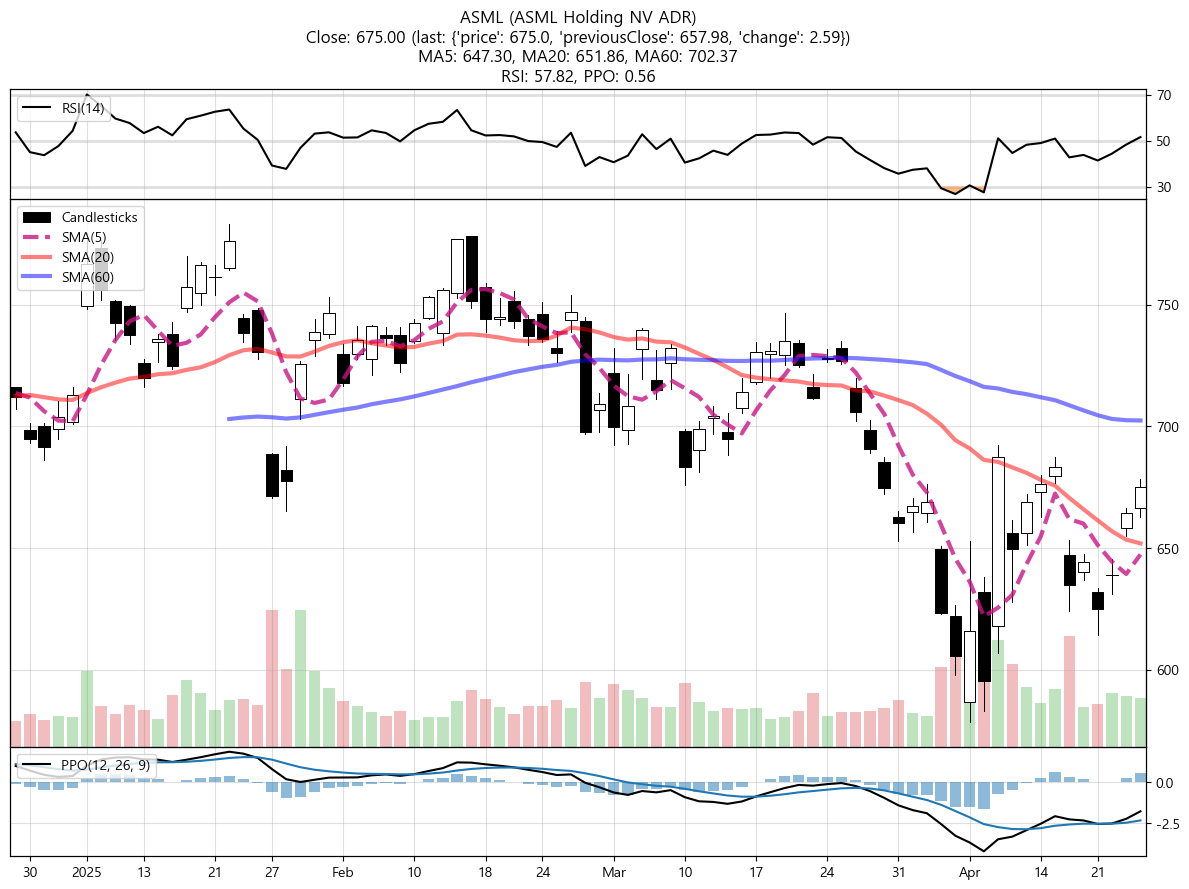 ASML (ASML Holding NV ADR)
Close: 675.00 (last: {'price': 675.0, 'previousClose': 657.98, 'change': 2.59})
MA5: 647.30, MA20: 651.86, MA60: 702.37
RSI: 57.82, PPO: 0.56
RSI(14)
70
50
30
Candlesticks
SMA(5)
SMA(20)
SMA(60)
750
700
650
600
PPO(12, 26, 9)
0.0
-2.5
30 2025 13 21 27 Feb 10 18 24 Mar 10 17 24 31 Apr 14 21